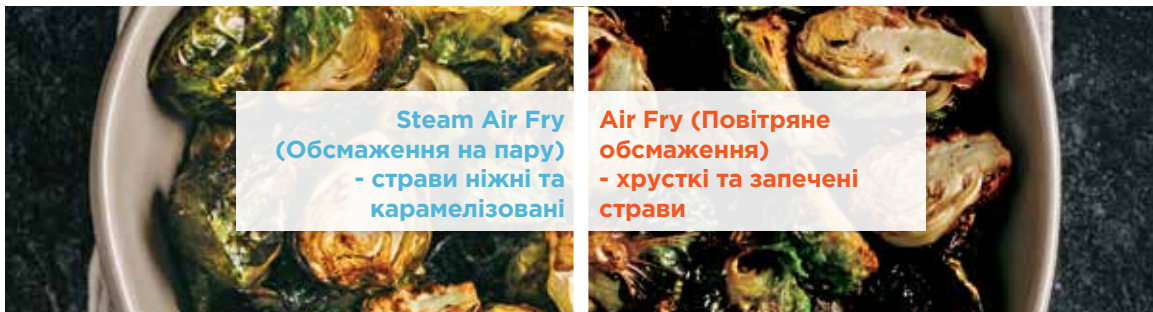 Steam Air Fry
(Обсмаження на пару)
- страви ніжні та
карамелізовані
Air Fry (Повітряне
обсмаження)
- хрусткі та запечені
страви